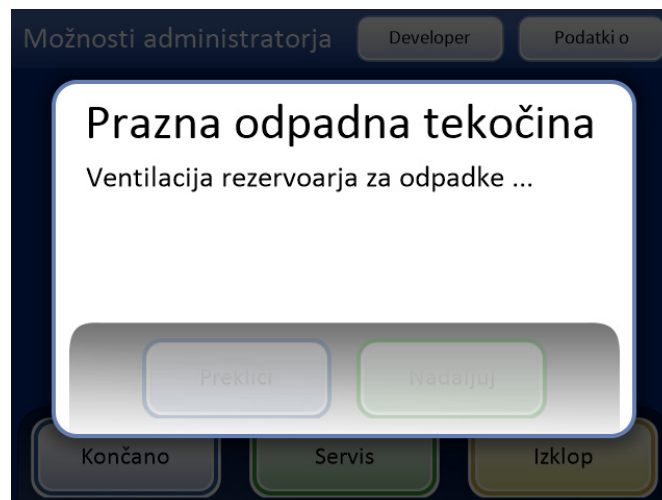 Možnosti administratorja
Developer
Podatki o
Prazna odpadna tekočina
Ventilacija rezervoarja za odpadke ...
Prekliči
Nadaljuj
Končano
Servis
Izklop